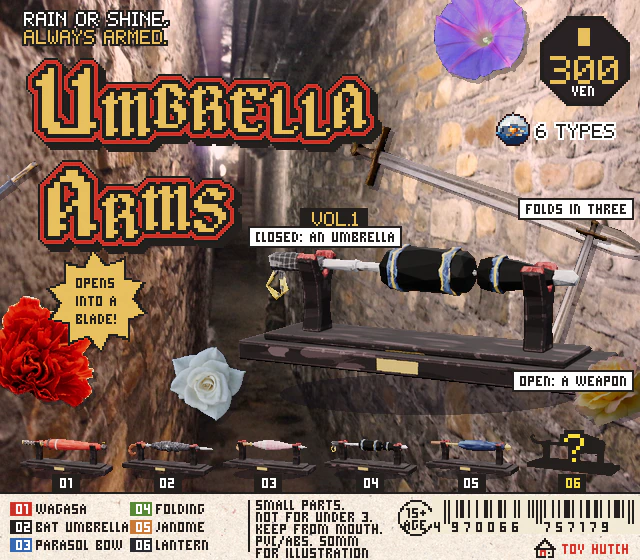 RAIN OR SHINE,
ALWAYS ARMED.
UMBRELLA
ARMS
VOL.1
300
YEN
6 TYPES
FOLDS IN THREE
CLOSED: AN UMBRELLA
OPENS
INTO A
BLADE!
OPEN: A WEAPON
?
01
02
03
04
05
06
01 WAGASA
02 BAT UMBRELLA
03 PARASOL BOW
04 FOLDING
05 JANOME
06 LANTERN
SMALL PARTS.
NOT FOR UNDER 3.
KEEP FROM MOUTH.
PVC/ABS. 50MM
FOR ILLUSTRATION
15+
AGE
4 970066 757179
TOY HUTCH